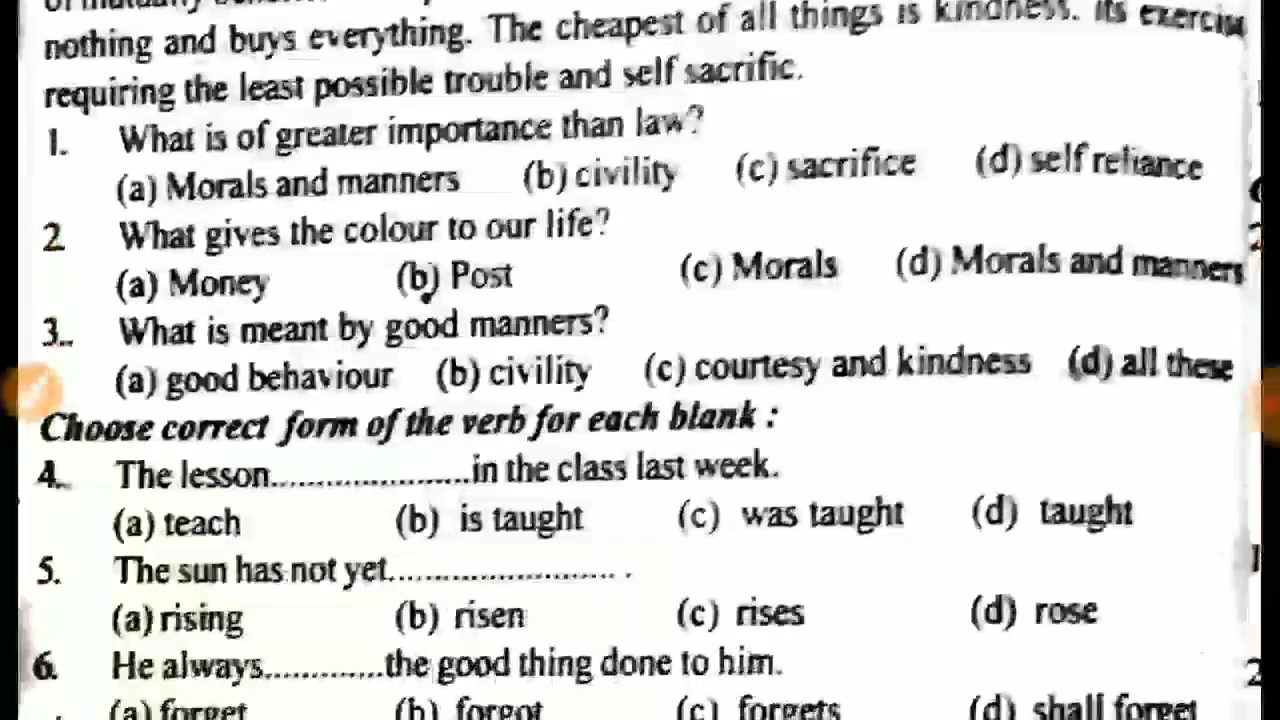 nothing and buys everything. The cheapest of all things is kindness. its exercise
requiring the least possible trouble and self sacrific.
1. What is of greater importance than law?
(a) Morals and manners (b) civility (c) sacrifice (d) self reliance
2 What gives the colour to our life?
(a) Money (b) Post (c) Morals (d) Morals and manners
3.. What is meant by good manners?
(a) good behaviour (b) civility (c) courtesy and kindness (d) all these
Choose correct form of the verb for each blank :
4. The lesson.....................in the class last week.
(a) teach (b) is taught (c) was taught (d) taught
5. The sun has not yet.......................... .
(a) rising (b) risen (c) rises (d) rose
6. He always.............the good thing done to him.
(a) forget (b) forgot (c) forgets (d) shall forget